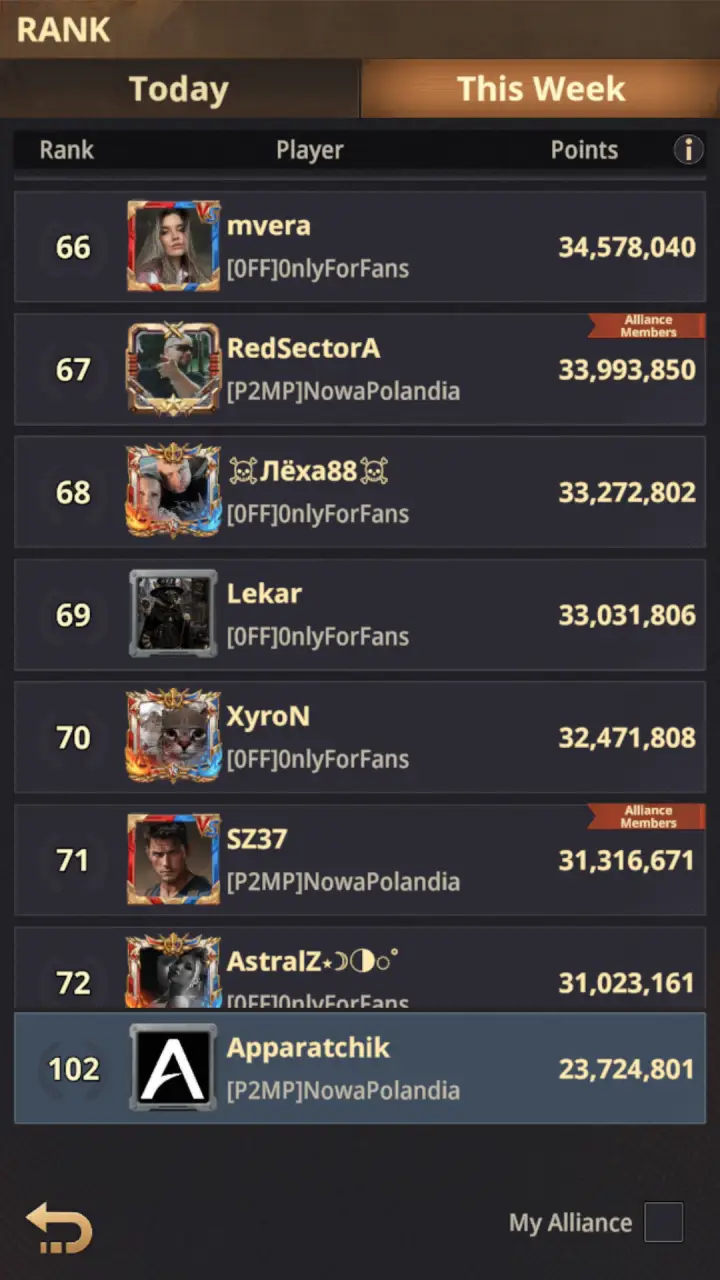 RANK
Today
This Week
Rank
Player
Points
66
mvera
[0FF]0nlyForFans
34,578,040
Alliance
Members
67
RedSectorA
[P2MP]NowaPolandia
33,993,850
68
☠Лёха88☠
[0FF]0nlyForFans
33,272,802
69
Lekar
[0FF]0nlyForFans
33,031,806
70
XyroN
[0FF]0nlyForFans
32,471,808
Alliance
Members
71
SZ37
[P2MP]NowaPolandia
31,316,671
72
AstralZ⋆☽◑○˚
[0FF]0nlyForFans
31,023,161
102
Apparatchik
[P2MP]NowaPolandia
23,724,801
My Alliance